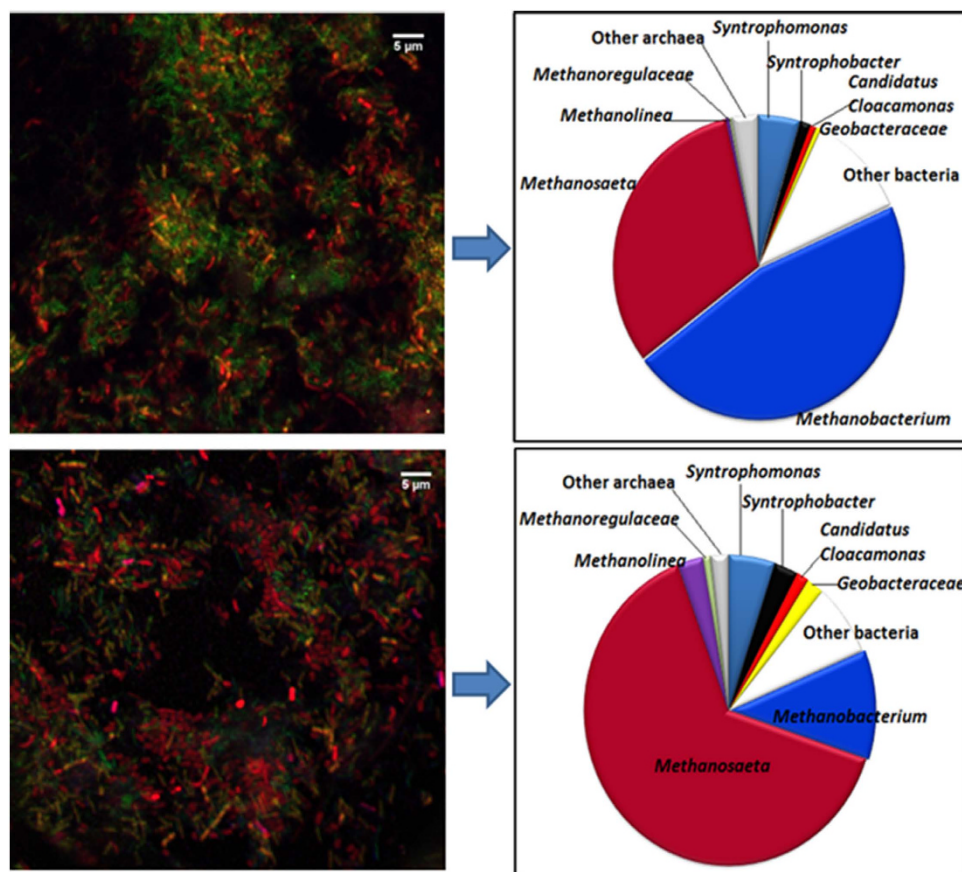 5 µm
Syntrophomonas
Other archaea
Syntrophobacter
Methanoregulaceae
Candidatus
Cloacamonas
Methanolinea
Geobacteraceae
Other bacteria
Methanosaeta
Methanobacterium
5 µm
Syntrophomonas
Other archaea
Syntrophobacter
Methanoregulaceae
Candidatus
Cloacamonas
Methanolinea
Geobacteraceae
Other bacteria
Methanobacterium
Methanosaeta